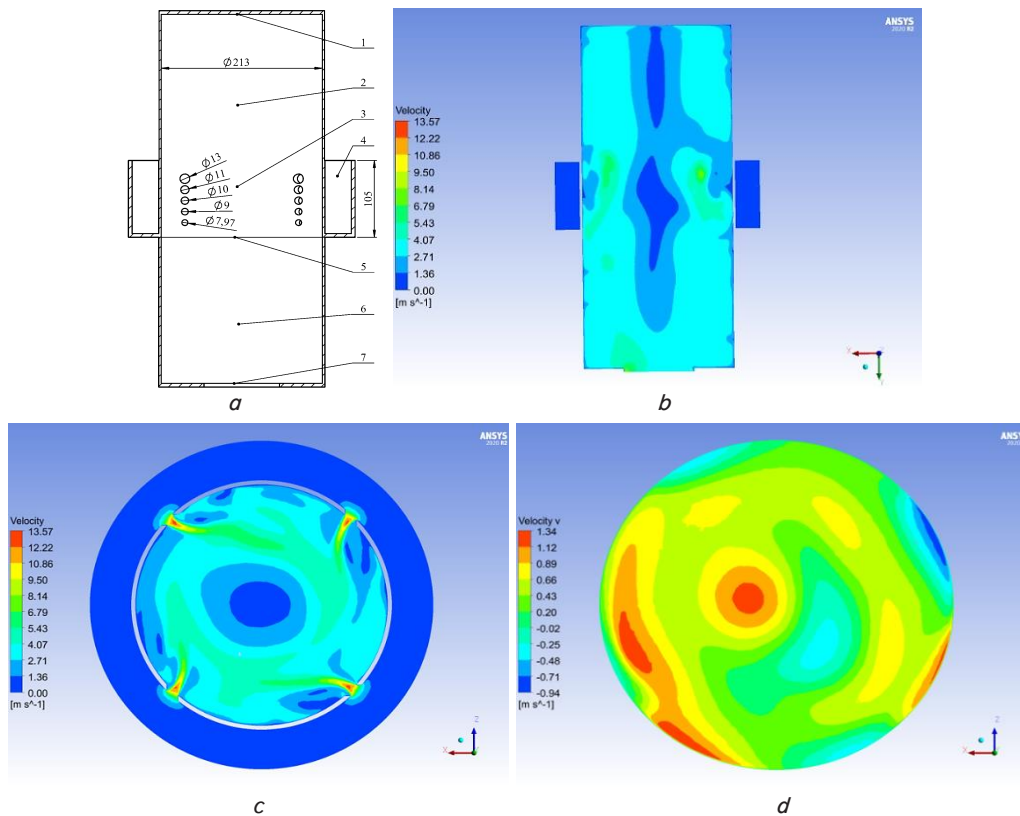 1
Ø213
2
3
4
Ø13
Ø11
Ø10
Ø9
Ø7,97
105
5
6
7
a
ANSYS
2020 R2
Velocity
13.57
12.22
10.86
9.50
8.14
6.79
5.43
4.07
2.71
1.36
0.00
[m s^-1]
X
Z
Y
b
ANSYS
2020 R2
Velocity
13.57
12.22
10.86
9.50
8.14
6.79
5.43
4.07
2.71
1.36
0.00
[m s^-1]
Z
X
c
ANSYS
2020 R2
Velocity v
1.34
1.12
0.89
0.66
0.43
0.20
-0.02
-0.25
-0.48
-0.71
-0.94
[m s^-1]
Z
X
d